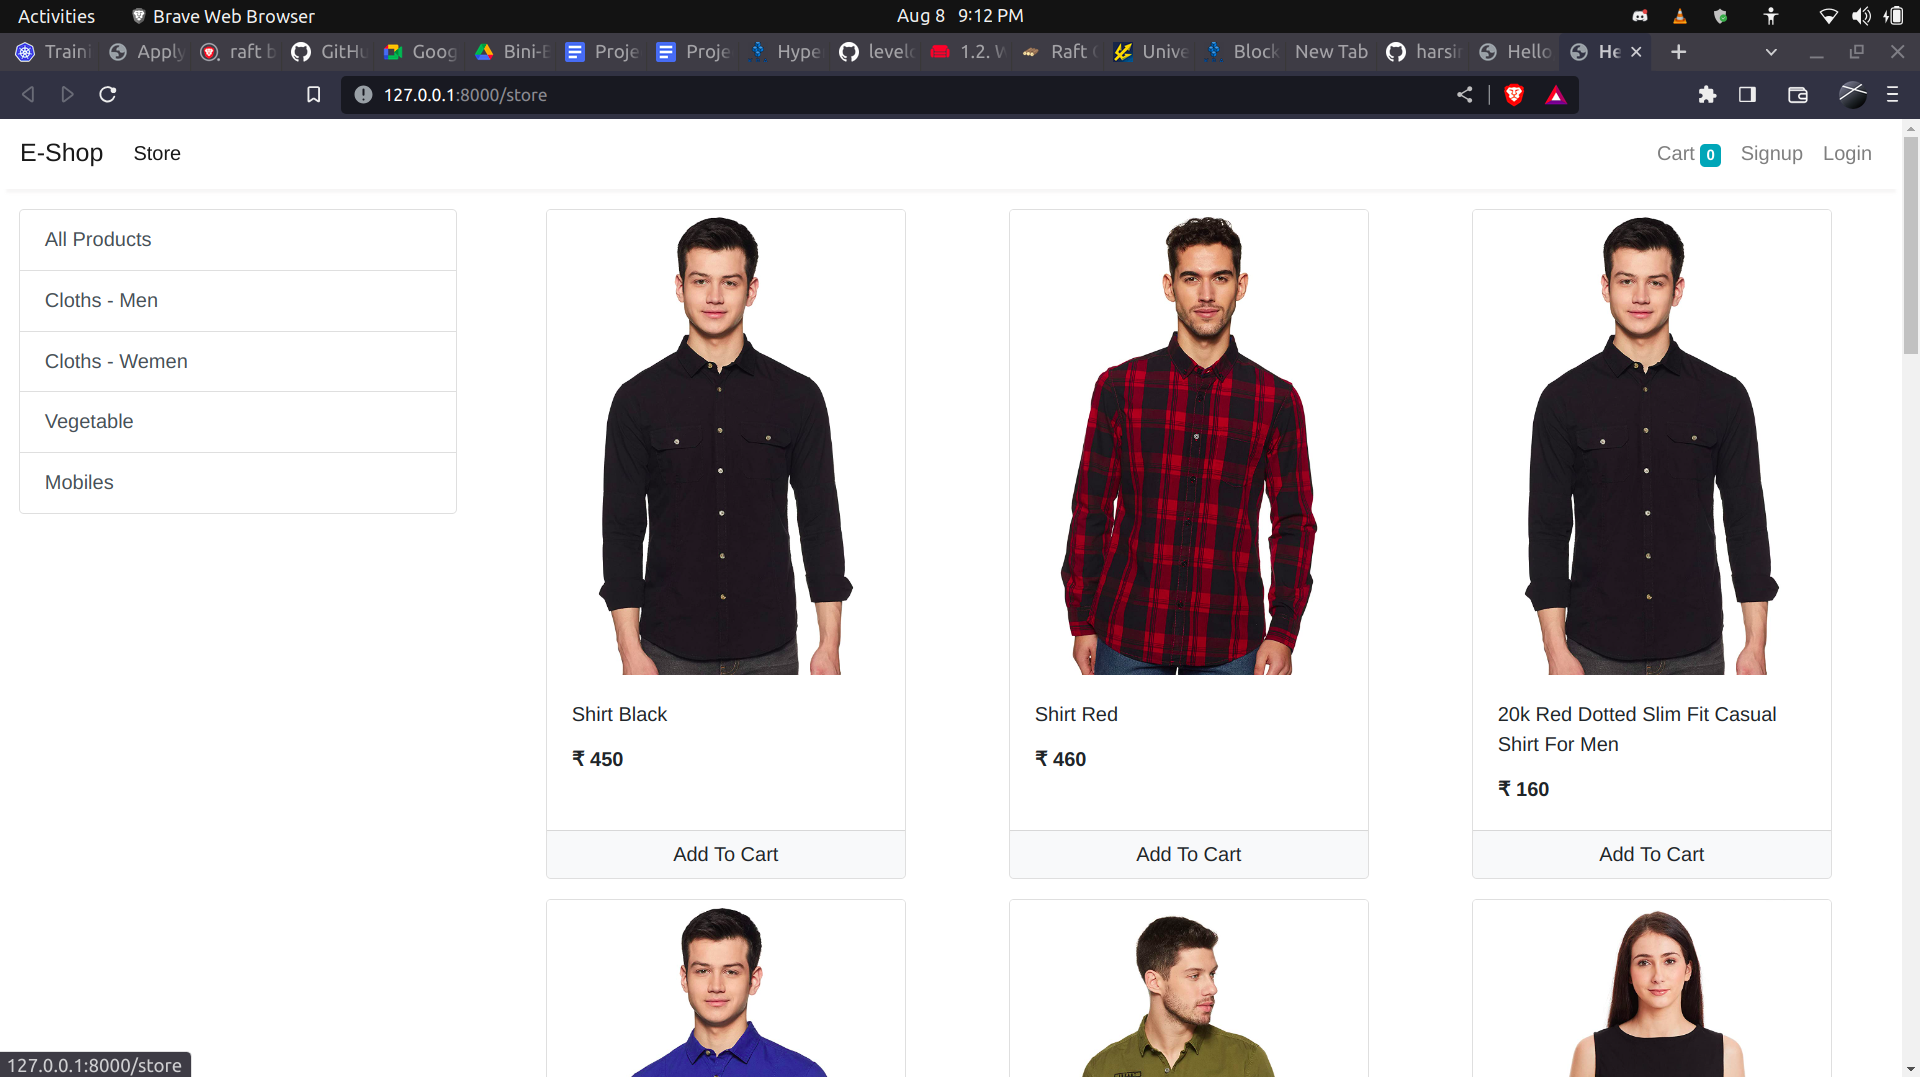 Activities Brave Web Browser Aug 8 9:12 PM
Traini Apply raft b GitHu Goog Bini-E Proje Proje Hype levelo 1.2. W Raft C Unive Block New Tab harsin Hello He
127.0.0.1:8000/store
E-Shop Store Cart 0 Signup Login
All Products
Cloths - Men
Cloths - Wemen
Vegetable
Mobiles
Shirt Black
₹ 450
Add To Cart
Shirt Red
₹ 460
Add To Cart
20k Red Dotted Slim Fit Casual
Shirt For Men
₹ 160
Add To Cart
127.0.0.1:8000/store